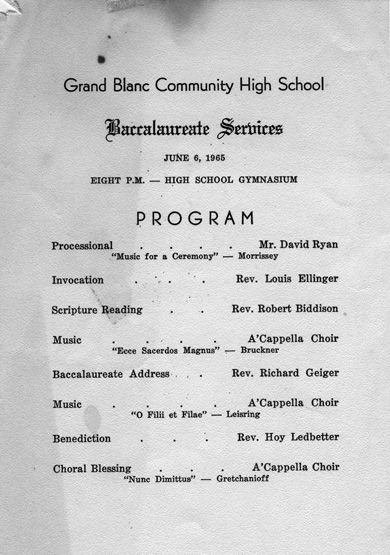 Grand Blanc Community High School
Baccalaureate Services
JUNE 6, 1965
EIGHT P.M. — HIGH SCHOOL GYMNASIUM
PROGRAM
Processional . . . . Mr. David Ryan
"Music for a Ceremony" — Morrissey
Invocation . . . . Rev. Louis Ellinger
Scripture Reading . . Rev. Robert Biddison
Music . . . . . A'Cappella Choir
"Ecce Sacerdos Magnus" — Bruckner
Baccalaureate Address . . . Rev. Richard Geiger
Music . . . . . A'Cappella Choir
"O Filii et Filae" — Leisring
Benediction . . . Rev. Hoy Ledbetter
Choral Blessing . . . A'Cappella Choir
"Nunc Dimittus" — Gretchanioff